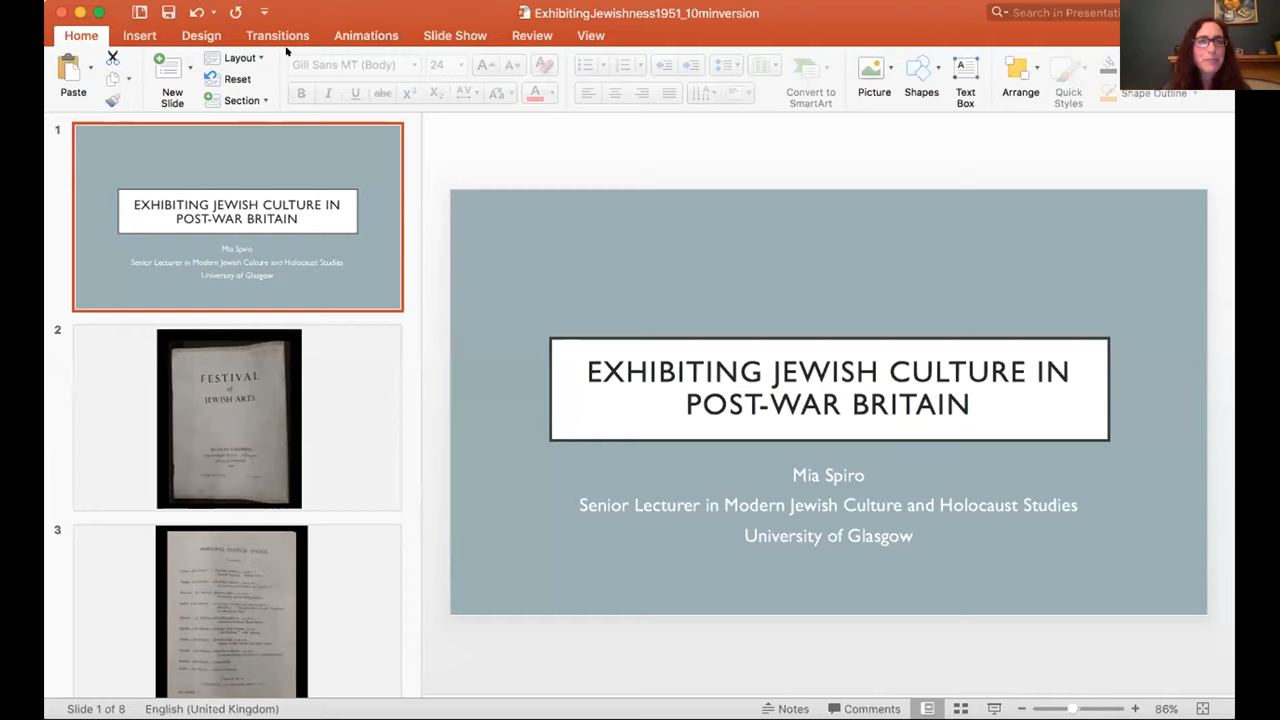 ExhibitingJewishness1951_10minversion
Search in Presentati
Home Insert Design Transitions Animations Slide Show Review View
Paste
New Slide
Layout
Reset
Section
Gill Sans MT (Body)
24
Convert to SmartArt
Picture
Shapes
Text Box
Arrange
Quick Styles
Shape Outline
1
EXHIBITING JEWISH CULTURE IN
POST-WAR BRITAIN
Mia Spiro
Senior Lecturer in Modern Jewish Culture and Holocaust Studies
University of Glasgow
2
FESTIVAL
of
JEWISH ARTS
3
EXHIBITING JEWISH CULTURE IN
POST-WAR BRITAIN
Mia Spiro
Senior Lecturer in Modern Jewish Culture and Holocaust Studies
University of Glasgow
Slide 1 of 8 English (United Kingdom) Notes Comments 86%